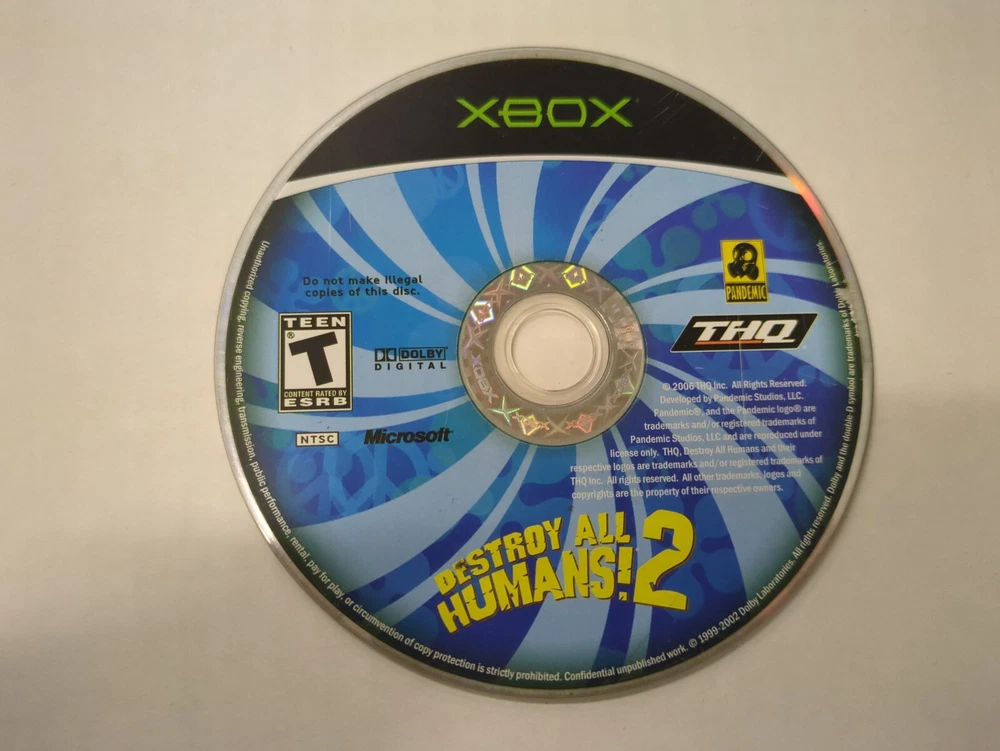 XBOX
Do not make illegal
copies of this disc.
PANDEMIC
THQ
TEEN
T
®
CONTENT RATED BY
ESRB
DOLBY
DIGITAL
NTSC
Microsoft®
© 2006 THQ Inc. All Rights Reserved.
Developed by Pandemic Studios, LLC.
Pandemic®, and the Pandemic logo® are
trademarks and/or registered trademarks of
Pandemic Studios, LLC and are reproduced under
license only. THQ, Destroy All Humans and their
respective logos are trademarks and/or registered trademarks of
THQ Inc. All rights reserved. All other trademarks, logos and
copyrights are the property of their respective owners.
DESTROY ALL
HUMANS! 2
Unauthorized copying, reverse engineering, transmission, public performance, rental, pay for play, or circumvention of copy protection is strictly prohibited. Confidential unpublished work. © 1999-2002 Dolby Laboratories. All rights reserved. Dolby and the double D symbol are trademarks of Dolby Laboratories.